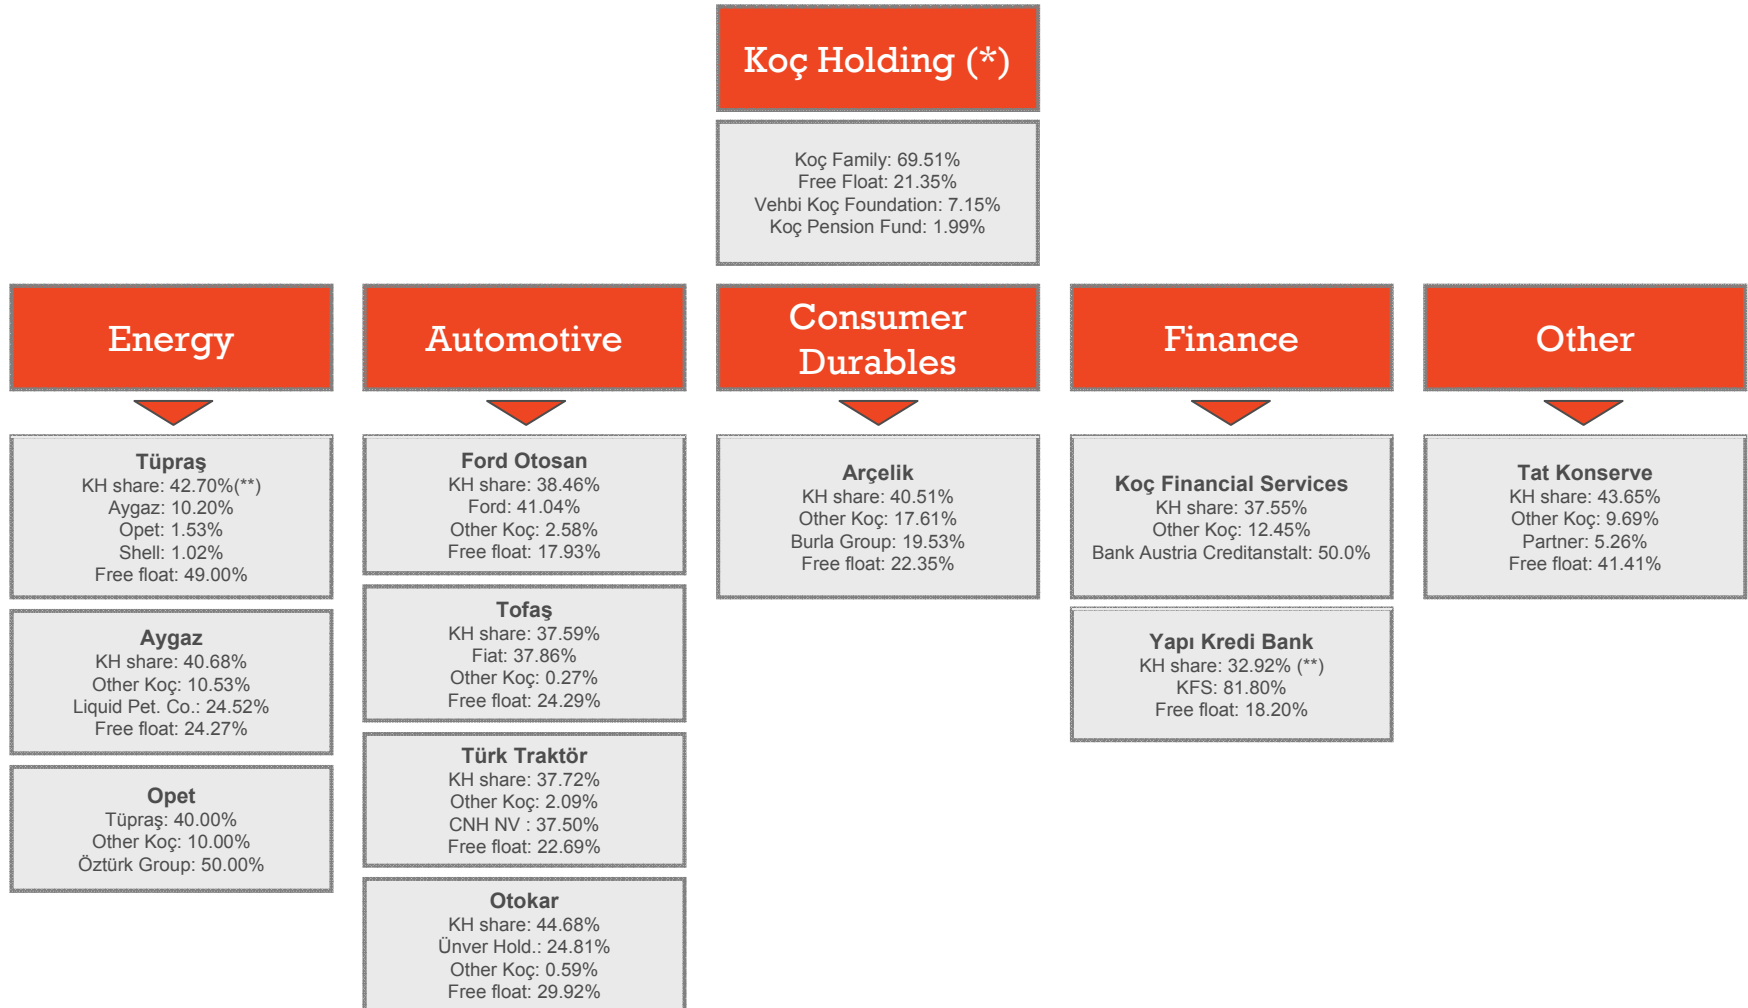 Koç Holding (*)
Koç Family: 69.51%
Free Float: 21.35%
Vehbi Koç Foundation: 7.15%
Koç Pension Fund: 1.99%
Energy
Tüpraş
KH share: 42.70%(**)
Aygaz: 10.20%
Opet: 1.53%
Shell: 1.02%
Free float: 49.00%
Aygaz
KH share: 40.68%
Other Koç: 10.53%
Liquid Pet. Co.: 24.52%
Free float: 24.27%
Opet
Tüpraş: 40.00%
Other Koç: 10.00%
Öztürk Group: 50.00%
Automotive
Ford Otosan
KH share: 38.46%
Ford: 41.04%
Other Koç: 2.58%
Free float: 17.93%
Tofaş
KH share: 37.59%
Fiat: 37.86%
Other Koç: 0.27%
Free float: 24.29%
Türk Traktör
KH share: 37.72%
Other Koç: 2.09%
CNH NV : 37.50%
Free float: 22.69%
Otokar
KH share: 44.68%
Ünver Hold.: 24.81%
Other Koç: 0.59%
Free float: 29.92%
Consumer
Durables
Arçelik
KH share: 40.51%
Other Koç: 17.61%
Burla Group: 19.53%
Free float: 22.35%
Finance
Koç Financial Services
KH share: 37.55%
Other Koç: 12.45%
Bank Austria Creditanstalt: 50.0%
Yapı Kredi Bank
KH share: 32.92% (**)
KFS: 81.80%
Free float: 18.20%
Other
Tat Konserve
KH share: 43.65%
Other Koç: 9.69%
Partner: 5.26%
Free float: 41.41%